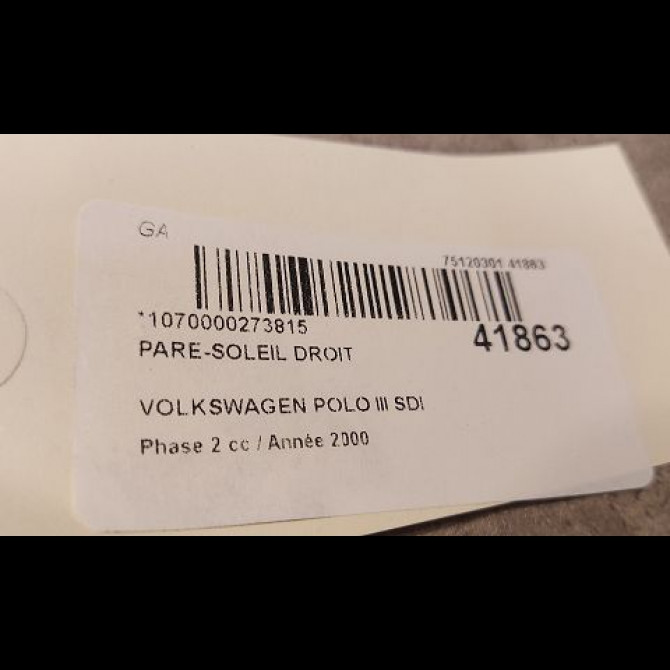 GA
75120301 41863
*1070000273815
41863
PARE-SOLEIL DROIT
VOLKSWAGEN POLO III SDI
Phase 2 cc / Année 2000